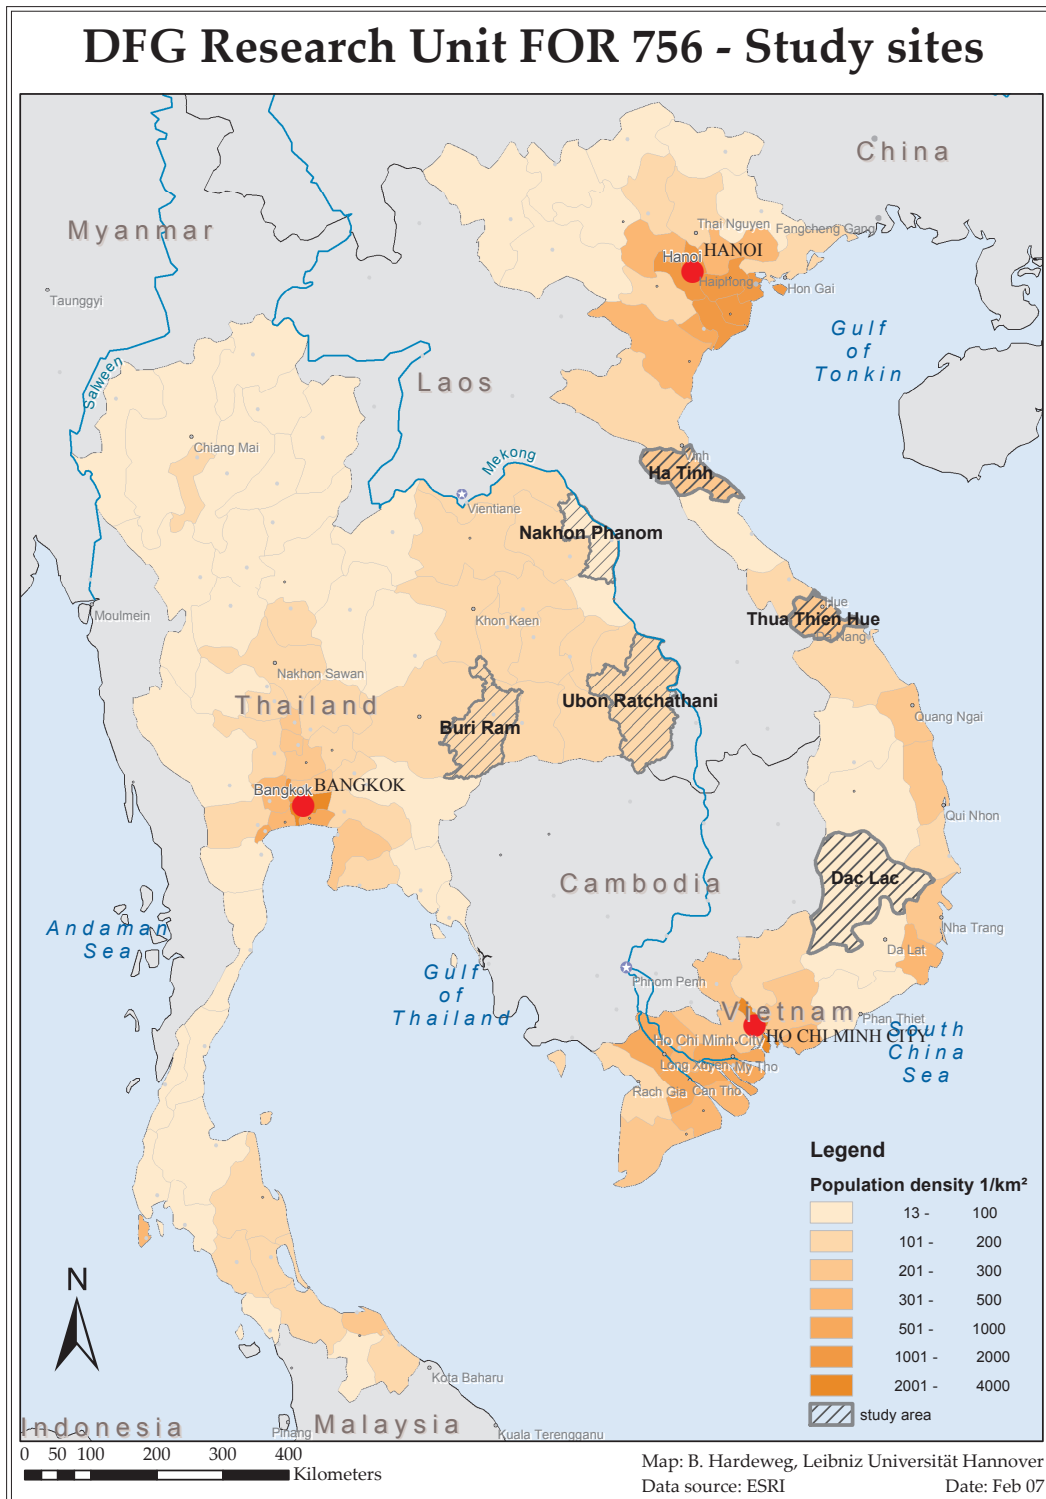 DFG Research Unit FOR 756 - Study sites
China
Myanmar
Thai Nguyen
Fangcheng Gang
Hanoi
HANOI
Haiphong
Hon Gai
Taunggyi
Gulf
of
Tonkin
Salween
Laos
Chiang Mai
Mekong
Vinh
Ha Tinh
Vientiane
Nakhon Phanom
Moulmein
Khon Kaen
Hue
Thua Thien Hue
Da Nang
Nakhon Sawan
Thailand
Ubon Ratchathani
Buri Ram
Quang Ngai
Bangkok
BANGKOK
Qui Nhon
Cambodia
Dac Lac
Andaman
Sea
Nha Trang
Da Lat
Gulf
of
Thailand
Phnom Penh
Vietnam
Phan Thiet
South
China
Sea
Ho Chi Minh City
HO CHI MINH CITY
Long Xuyen
My Tho
Rach Gia
Can Tho
Legend
Population density 1/km²
13 - 100
101 - 200
201 - 300
301 - 500
501 - 1000
1001 - 2000
2001 - 4000
study area
N
Kota Baharu
Indonesia
Malaysia
Pinang
Kuala Terengganu
0 50 100 200 300 400
Kilometers
Map: B. Hardeweg, Leibniz Universität Hannover
Data source: ESRI Date: Feb 07